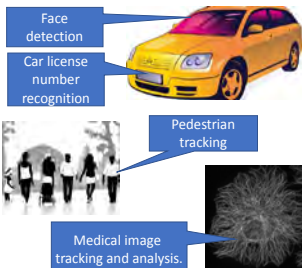 Face
detection
Car license
number
recognition
Pedestrian
tracking
Medical image
tracking and analysis.